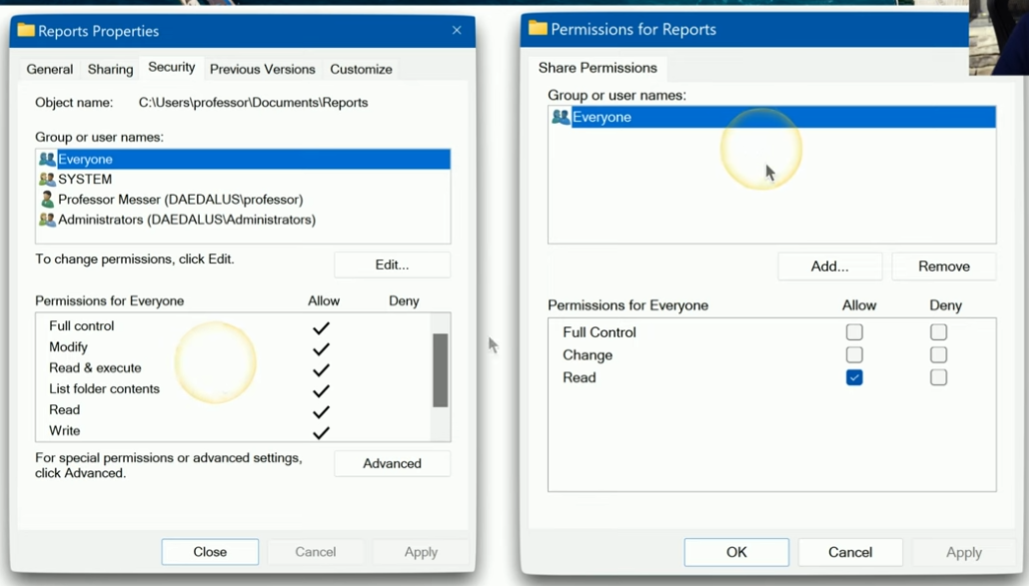 Reports Properties
General Sharing Security Previous Versions Customize
Object name: C:\Users\professor\Documents\Reports
Group or user names:
Everyone
SYSTEM
Professor Messer (DAEDALUS\professor)
Administrators (DAEDALUS\Administrators)
To change permissions, click Edit.
Edit...
Permissions for Everyone Allow Deny
Full control
Modify
Read & execute
List folder contents
Read
Write
For special permissions or advanced settings,
click Advanced.
Advanced
Close Cancel Apply
Permissions for Reports
Share Permissions
Group or user names:
Everyone
Add... Remove
Permissions for Everyone Allow Deny
Full Control
Change
Read
OK Cancel Apply